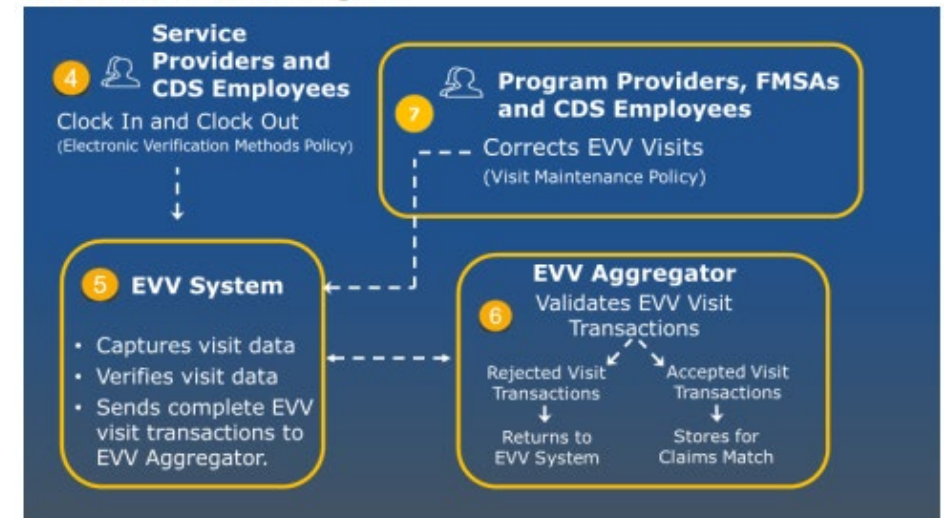 4
Service
Providers and
CDS Employees
Clock In and Clock Out
(Electronic Verification Methods Policy)
7
Program Providers, FMSAs
and CDS Employees
Corrects EVV Visits
(Visit Maintenance Policy)
5
EVV System
• Captures visit data
• Verifies visit data
• Sends complete EVV
visit transactions to
EVV Aggregator.
EVV Aggregator
6
Validates EVV Visit
Transactions
Rejected Visit
Transactions
Returns to
EVV System
Accepted Visit
Transactions
Stores for
Claims Match